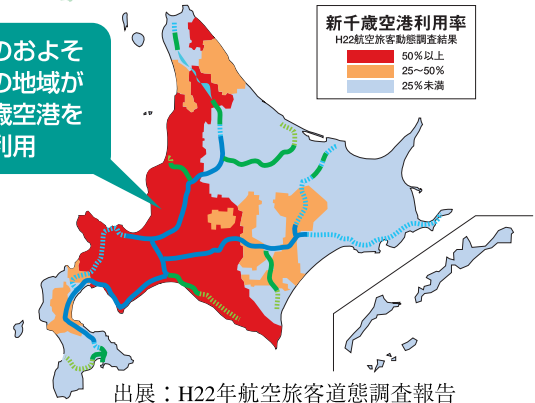 のおよそ
の地域が
歳空港を
利用
新千歳空港利用率
H22航空旅客動態調査結果
50％以上
25〜50％
25％未満
出展：H22年航空旅客道態調査報告